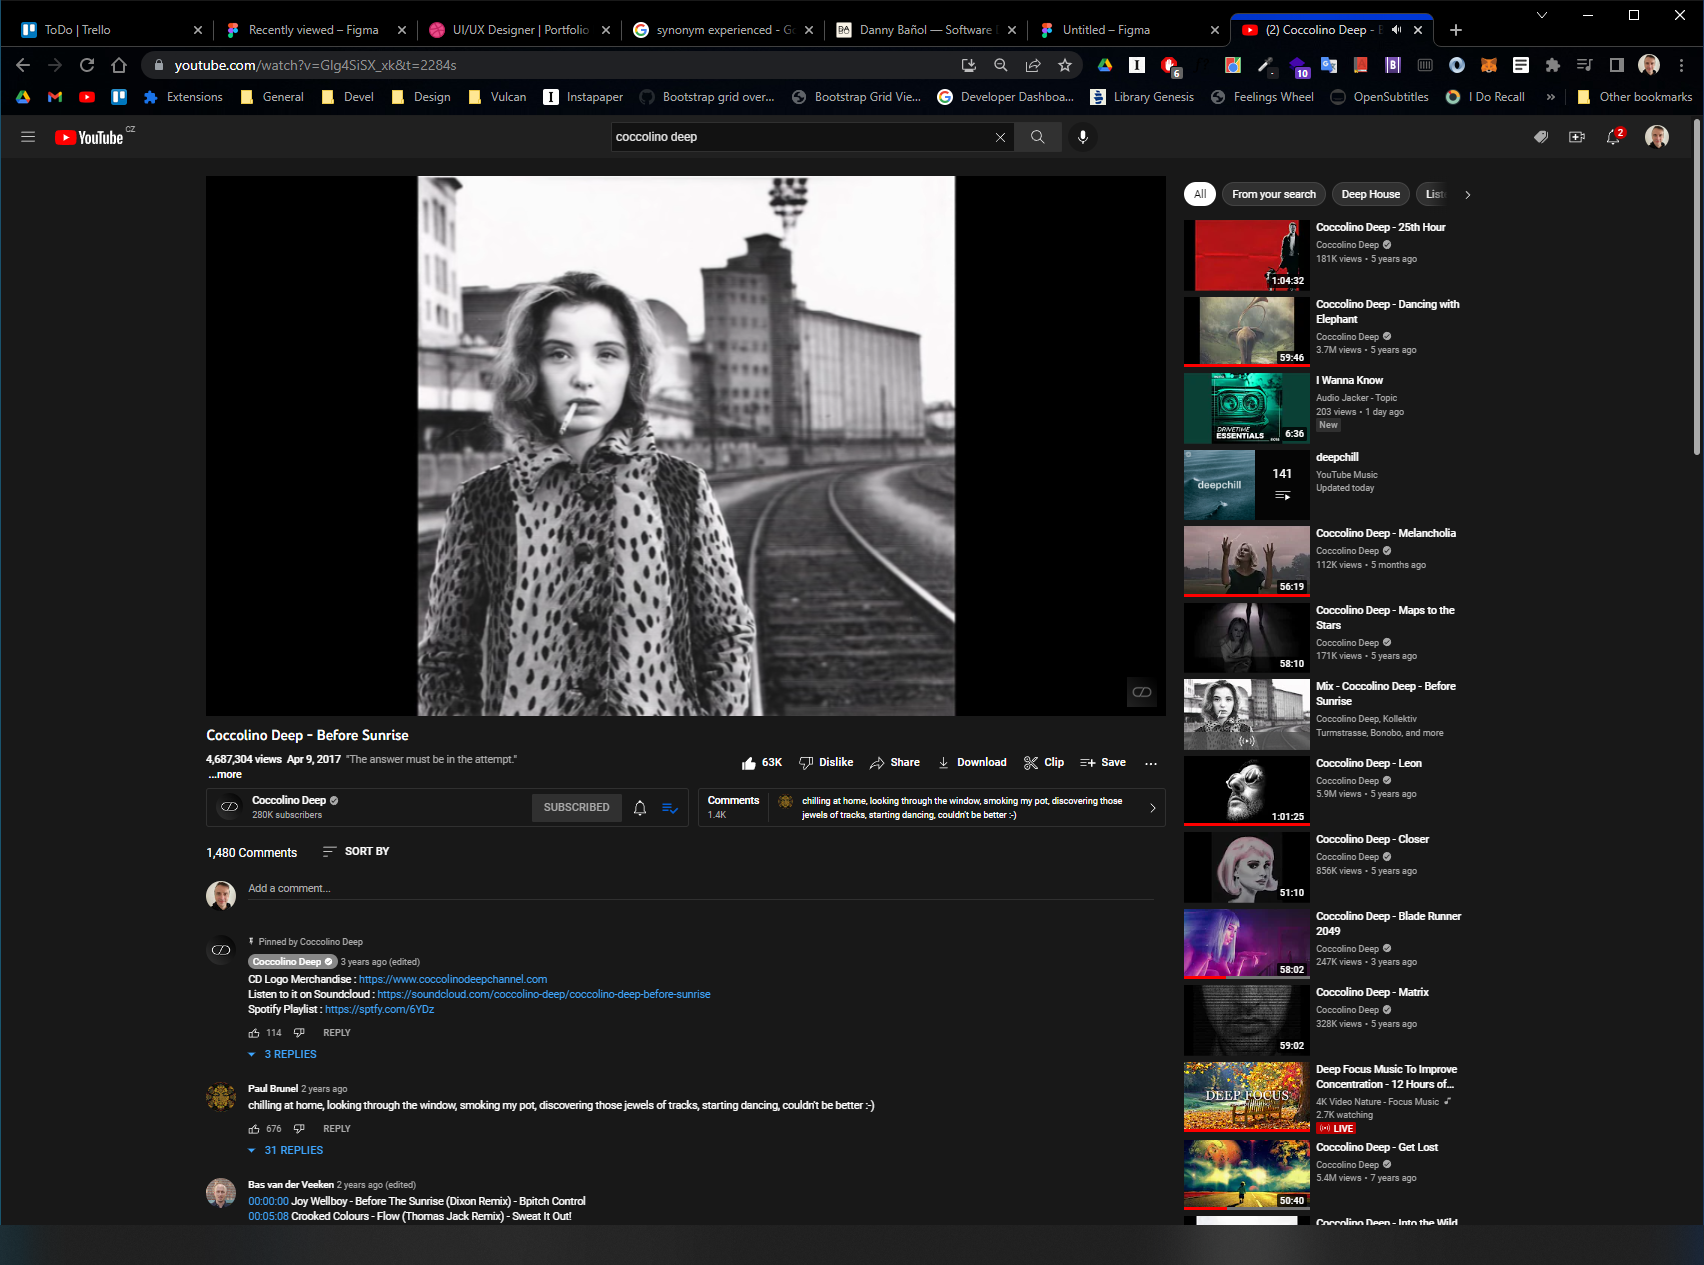 ToDo | Trello
Recently viewed – Figma
UI/UX Designer | Portfolio
synonym experienced - Go
Danny Bañol — Software
Untitled – Figma
(2) Coccolino Deep -
youtube.com/watch?v=Glg4SiSX_xk&t=2284s
6
10
Extensions
General
Devel
Design
Vulcan
Instapaper
Bootstrap grid over...
Bootstrap Grid Vie...
Developer Dashboa...
Library Genesis
Feelings Wheel
OpenSubtitles
I Do Recall
»
Other bookmarks
YouTube CZ
coccolino deep
2
All
From your search
Deep House
List
Coccolino Deep - 25th Hour
Coccolino Deep
181K views • 5 years ago
1:04:32
Coccolino Deep - Dancing with
Elephant
Coccolino Deep
3.7M views • 5 years ago
59:46
I Wanna Know
Audio Jacker - Topic
203 views • 1 day ago
New
DRIVETIME
ESSENTIALS
6:36
deepchill
YouTube Music
Updated today
deepchill
141
Coccolino Deep - Melancholia
Coccolino Deep
112K views • 5 months ago
56:19
Coccolino Deep - Maps to the
Stars
Coccolino Deep
171K views • 5 years ago
58:10
Mix - Coccolino Deep - Before
Sunrise
Coccolino Deep, Kollektiv
Turmstrasse, Bonobo, and more
Coccolino Deep - Leon
Coccolino Deep
5.9M views • 5 years ago
1:01:25
Coccolino Deep - Closer
Coccolino Deep
856K views • 5 years ago
51:10
Coccolino Deep - Blade Runner
2049
Coccolino Deep
247K views • 3 years ago
58:02
Coccolino Deep - Matrix
Coccolino Deep
328K views • 5 years ago
59:02
Deep Focus Music To Improve
Concentration - 12 Hours of...
4K Video Nature - Focus Music
2.7K watching
LIVE
DEEP FOCUS
Coccolino Deep - Get Lost
Coccolino Deep
5.4M views • 7 years ago
50:40
Coccolino Deep - Into the Wild
Coccolino Deep - Before Sunrise
4,687,304 views Apr 9, 2017 "The answer must be in the attempt."
...more
63K
Dislike
Share
Download
Clip
Save
...
Coccolino Deep
280K subscribers
SUBSCRIBED
Comments
1.4K
chilling at home, looking through the window, smoking my pot, discovering those
jewels of tracks, starting dancing, couldn't be better :-)
1,480 Comments
SORT BY
Add a comment...
Pinned by Coccolino Deep
Coccolino Deep 3 years ago (edited)
CD Logo Merchandise : https://www.coccolinodeepchannel.com
Listen to it on Soundcloud : https://soundcloud.com/coccolino-deep/coccolino-deep-before-sunrise
Spotify Playlist : https://sptfy.com/6YDz
114 REPLY
3 REPLIES
Paul Brunel 2 years ago
chilling at home, looking through the window, smoking my pot, discovering those jewels of tracks, starting dancing, couldn't be better :-)
676 REPLY
31 REPLIES
Bas van der Veeken 2 years ago (edited)
00:00:00 Joy Wellboy - Before The Sunrise (Dixon Remix) - Bpitch Control
00:05:08 Crooked Colours - Flow (Thomas Jack Remix) - Sweat It Out!